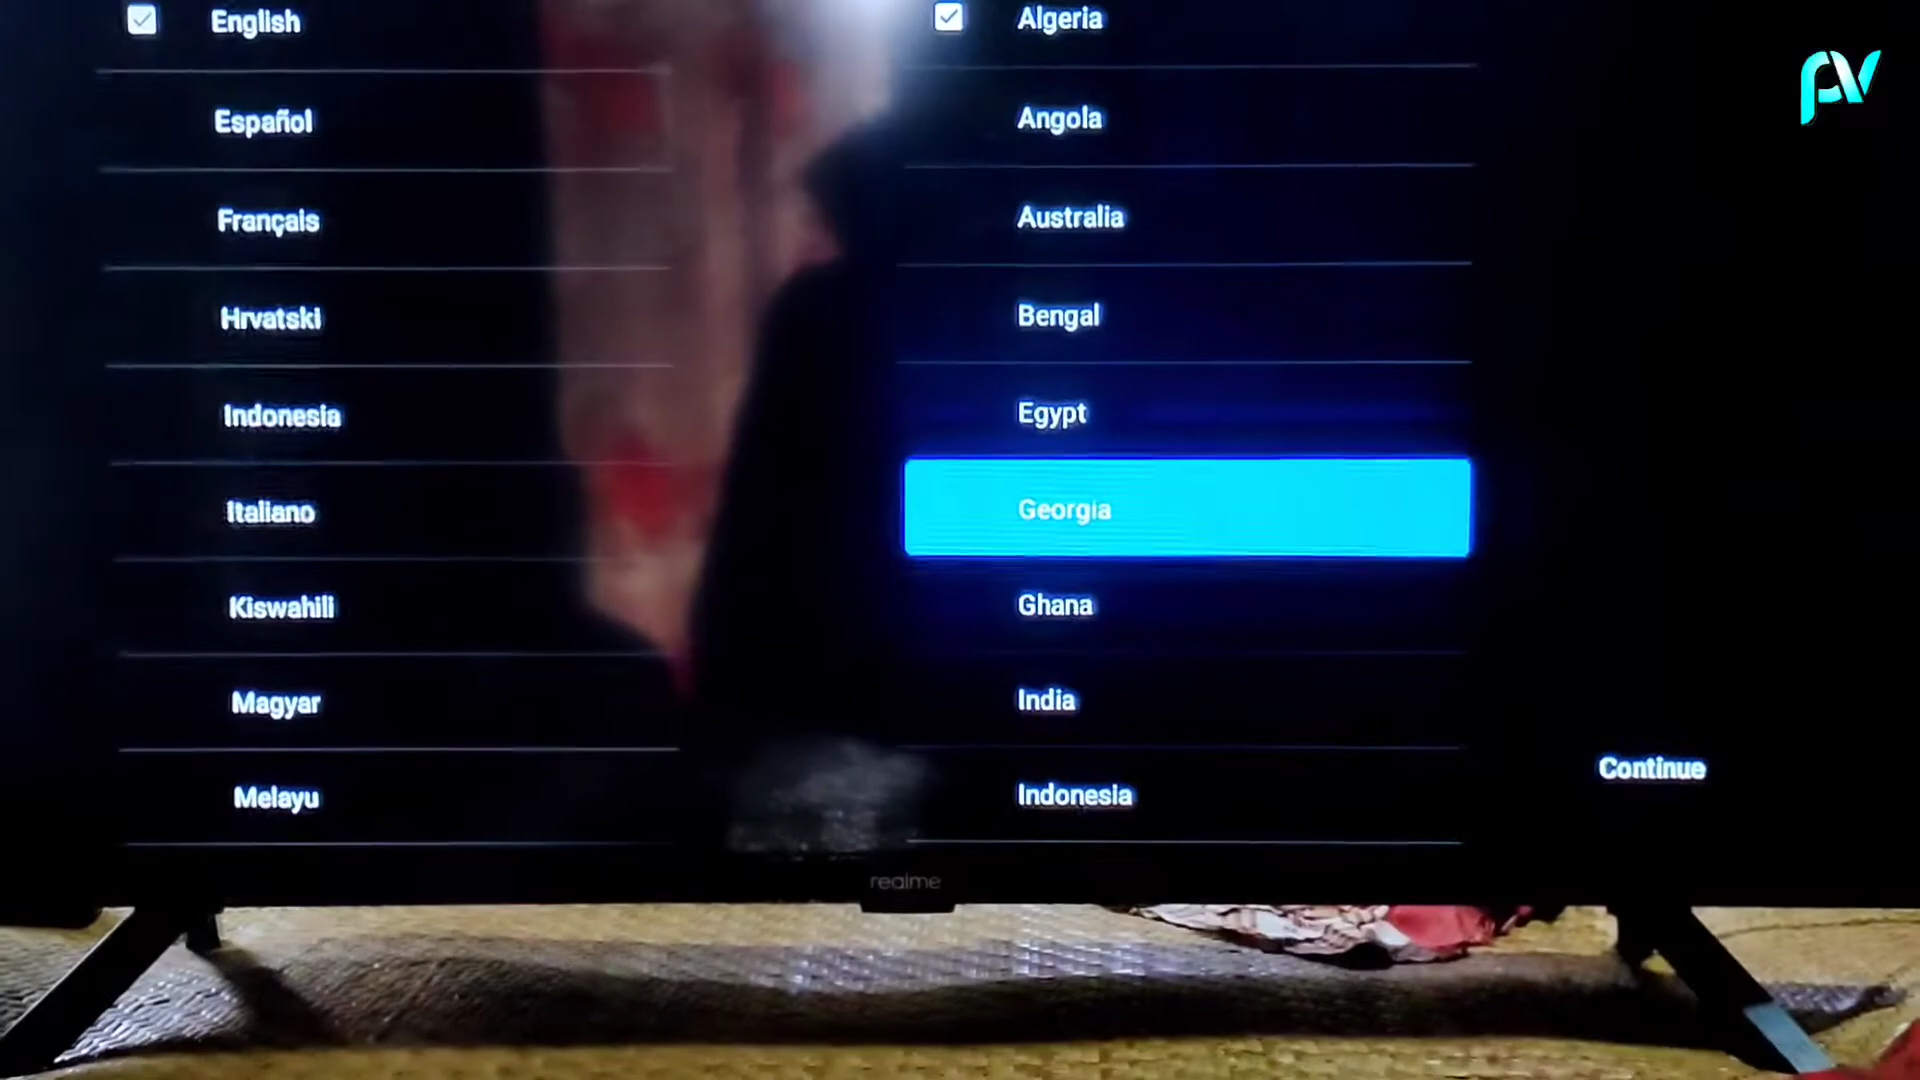 English
Español
Français
Hrvatski
Indonesia
Italiano
Kiswahili
Magyar
Melayu
Algeria
Angola
Australia
Bengal
Egypt
Georgia
Ghana
India
Indonesia
Continue
realme
PV